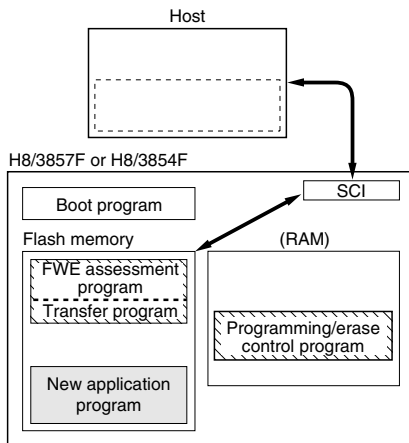 Host
H8/3857F or H8/3854F
SCI
Boot program
Flash memory
(RAM)
FWE assessment
program
Transfer program
Programming/erase
control program
New application
program